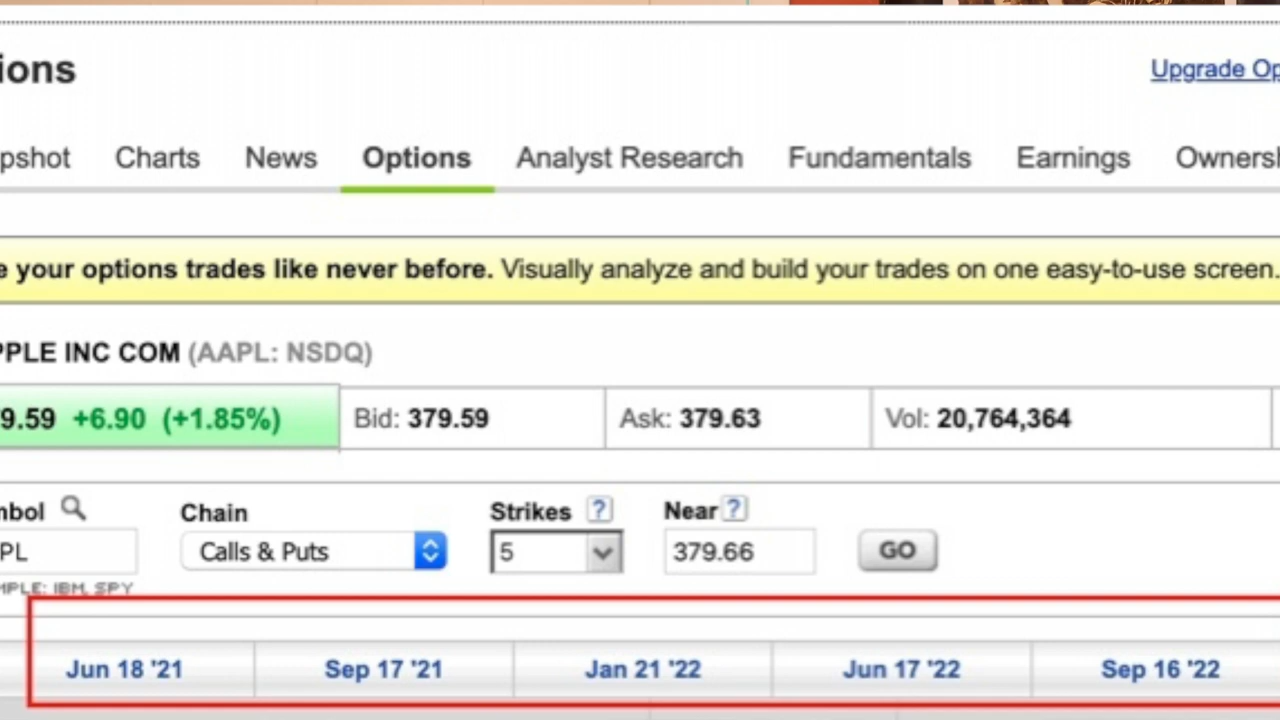 ions
Upgrade Op
pshot Charts News Options Analyst Research Fundamentals Earnings Ownersh
e your options trades like never before. Visually analyze and build your trades on one easy-to-use screen.
PPLE INC COM (AAPL: NSDQ)
9.59 +6.90 (+1.85%) Bid: 379.59 Ask: 379.63 Vol: 20,764,364
mbol Chain Strikes ? Near ?
PL Calls & Puts 5 379.66 GO
MPLE: IBM, SPY
Jun 18 '21 Sep 17 '21 Jan 21 '22 Jun 17 '22 Sep 16 '22